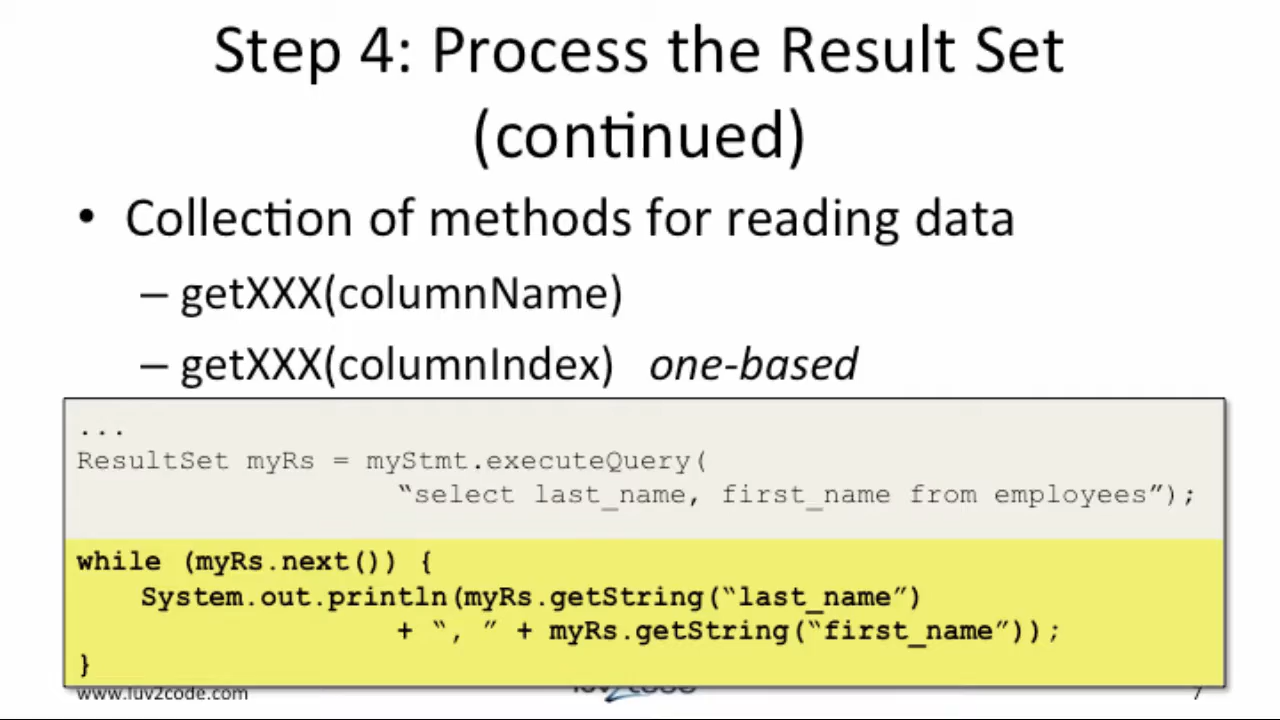 Step 4: Process the Result Set
(continued)
• Collection of methods for reading data
– getXXX(columnName)
– getXXX(columnIndex) one-based
...
ResultSet myRs = myStmt.executeQuery(
“select last_name, first_name from employees”);
while (myRs.next()) {
System.out.println(myRs.getString(“last_name”)
+ “, ” + myRs.getString(“first_name”));
}
www.luv2code.com
luv2code
7